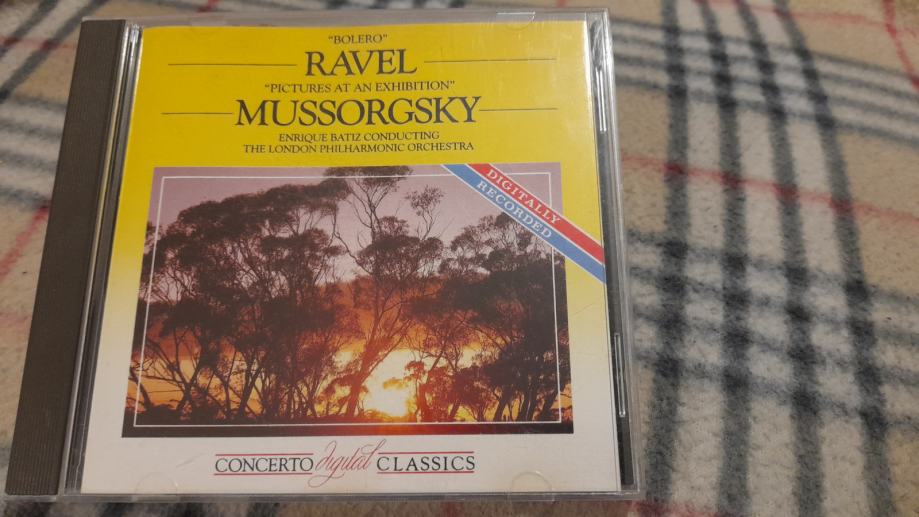 "BOLERO"
RAVEL
"PICTURES AT AN EXHIBITION"
MUSSORGSKY
ENRIQUE BATIZ CONDUCTING
THE LONDON PHILHARMONIC ORCHESTRA
DIGITALLY
RECORDED
CONCERTO digital CLASSICS